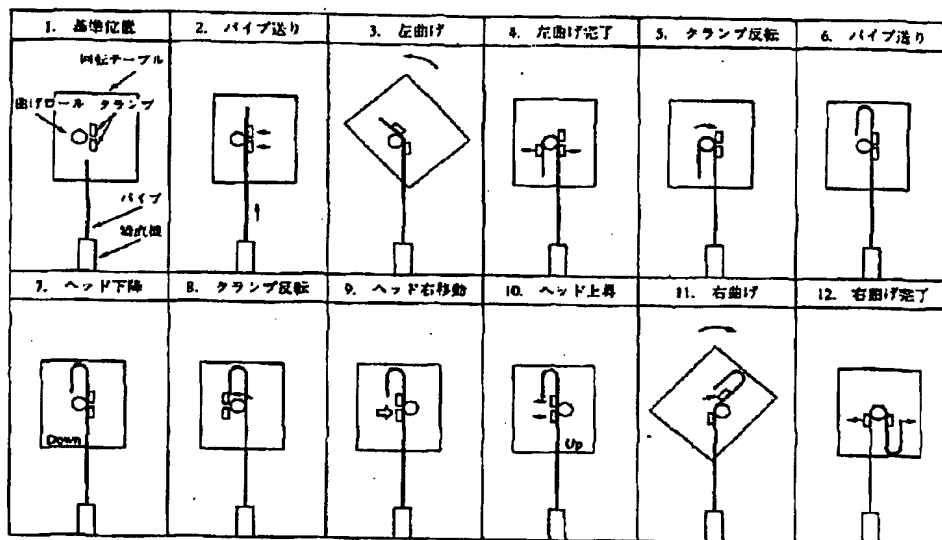 1. 基準位置
2. パイプ送り
3. 左曲げ
4. 左曲げ完了
5. クランプ反転
6. パイプ送り
回転テーブル
曲げロール
クランプ
パイプ
7. ヘッド下降
8. クランプ反転
9. ヘッド右移動
10. ヘッド上昇
11. 右曲げ
12. 右曲げ完了
Down
Up